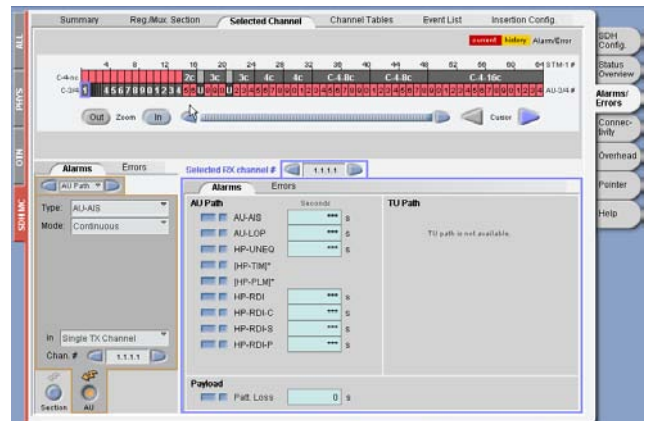 Summary Reg./Mux. Section Selected Channel Channel Tables Event List Insertion Config.
current history Alarm/Error
SDH Config.
Status Overview
Alarms/ Errors
Connec- tivity
Overhead
Pointer
Help
ALL
PHYS
OTN
SDH MC
4 8 12 16 20 24 28 32 36 40 44 48 52 56 60 64 STM-1 #
2c 3c 3c 4c 4c C-4-8c C-4-8c C-4-16c
C-3/4 AU-3/4 #
Out Zoom In Cursor
Alarms Errors
Selected RX channel # 1.1.1.1
AU Path
Type: AU-AIS
Mode: Continuous
In Single TX Channel
Chan. # 1.1.1.1
Section AU
Alarms Errors
AU Path Seconds TU Path
AU-AIS *** s
AU-LOP *** s
TU path is not available.
HP-UNEQ *** s
[HP-TIM]*
[HP-PLM]*
HP-RDI *** s
HP-RDI-C *** s
HP-RDI-S *** s
HP-RDI-P *** s
Payload
Patt. Loss 0 s